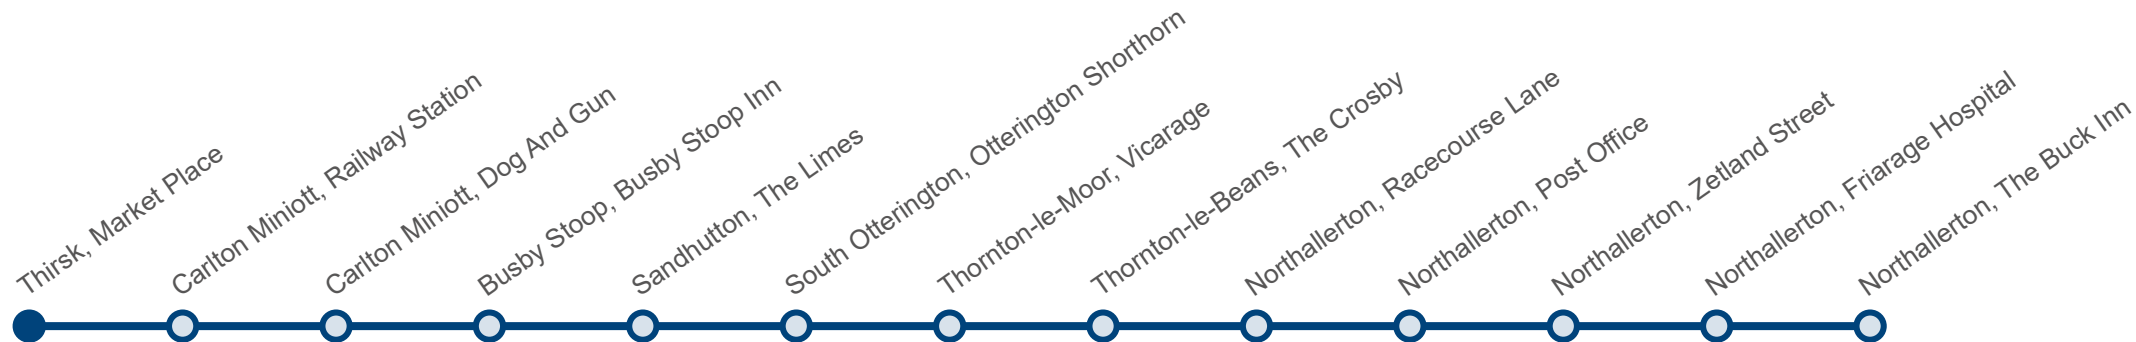 Thirsk, Market Place
Carlton Miniott, Railway Station
Carlton Miniott, Dog And Gun
Busby Stoop, Busby Stoop Inn
Sandhutton, The Limes
South Otterington, Otterington Shorthorn
Thornton-le-Moor, Vicarage
Thornton-le-Beans, The Crosby
Northallerton, Racecourse Lane
Northallerton, Post Office
Northallerton, Zetland Street
Northallerton, Friarage Hospital
Northallerton, The Buck Inn